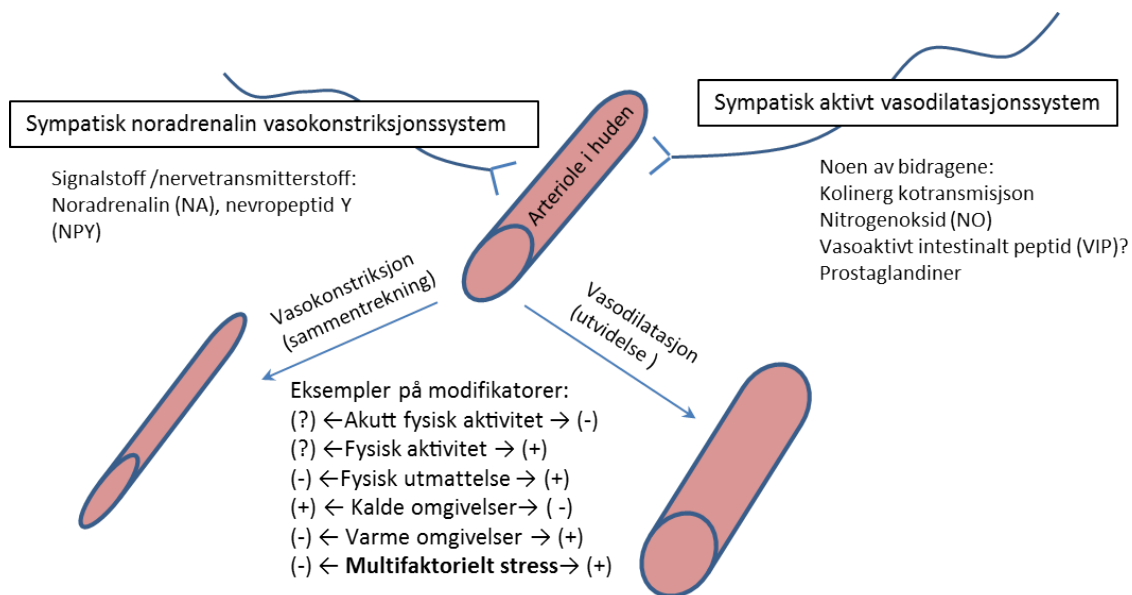 Sympatisk noradrenalin vasokonstriksjonssystem
Signalstoff /nervetransmitterstoff:
Noradrenalin (NA), nevropeptid Y
(NPY)
Arteriole i huden
Sympatisk aktivt vasodilatasjonssystem
Noen av bidragene:
Kolinerg kotransmisjson
Nitrogenoksid (NO)
Vasoaktivt intestinalt peptid (VIP)?
Prostaglandiner
Vasokonstriksjon
(sammentrekning)
Vasodilatasjon
(utvidelse )
Eksempler på modifikatorer:
(?) ←Akutt fysisk aktivitet → (-)
(?) ←Fysisk aktivitet → (+)
(-) ←Fysisk utmattelse → (+)
(+) ← Kalde omgivelser→ ( -)
(-) ← Varme omgivelser → (+)
(-) ← Multifaktorielt stress→ (+)